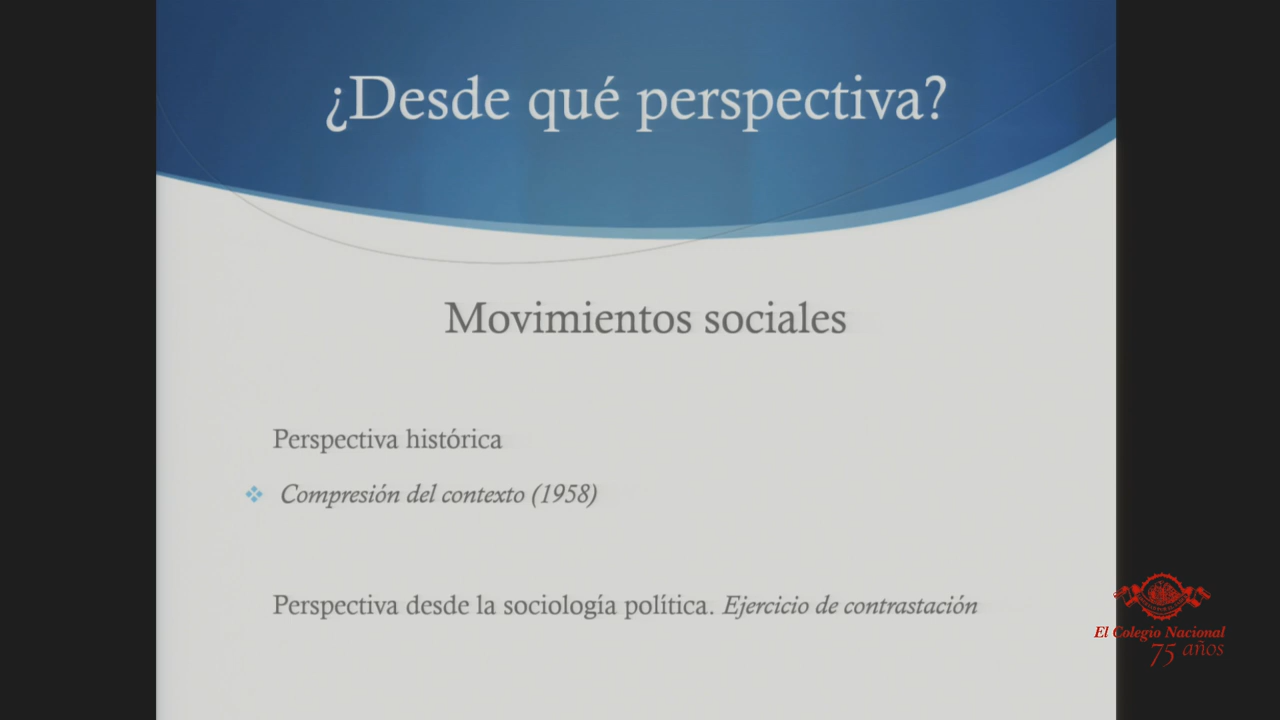 ¿Desde qué perspectiva?
Movimientos sociales
Perspectiva histórica
Compresión del contexto (1958)
Perspectiva desde la sociología política. Ejercicio de contrastación
El Colegio Nacional
75 años